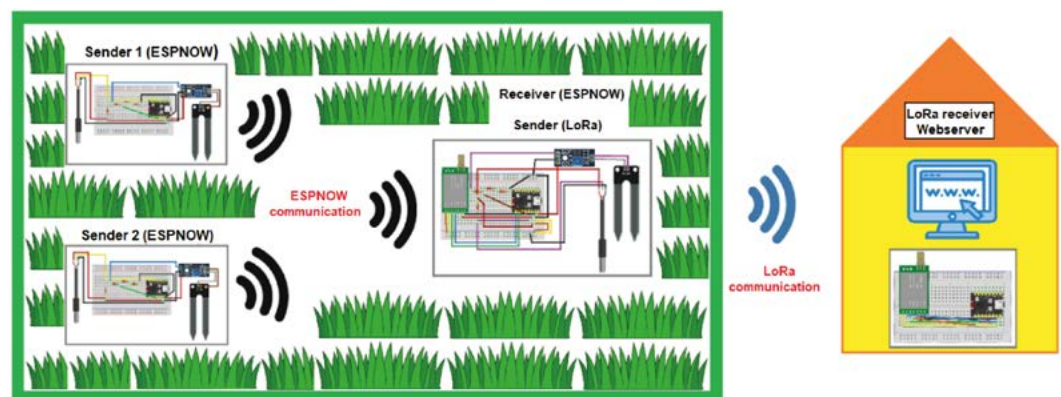 Sender 1 (ESPNOW)
Receiver (ESPNOW)
Sender (LoRa)
ESPNOW
communication
Sender 2 (ESPNOW)
LoRa
communication
LoRa receiver
Webserver
W.W.W.